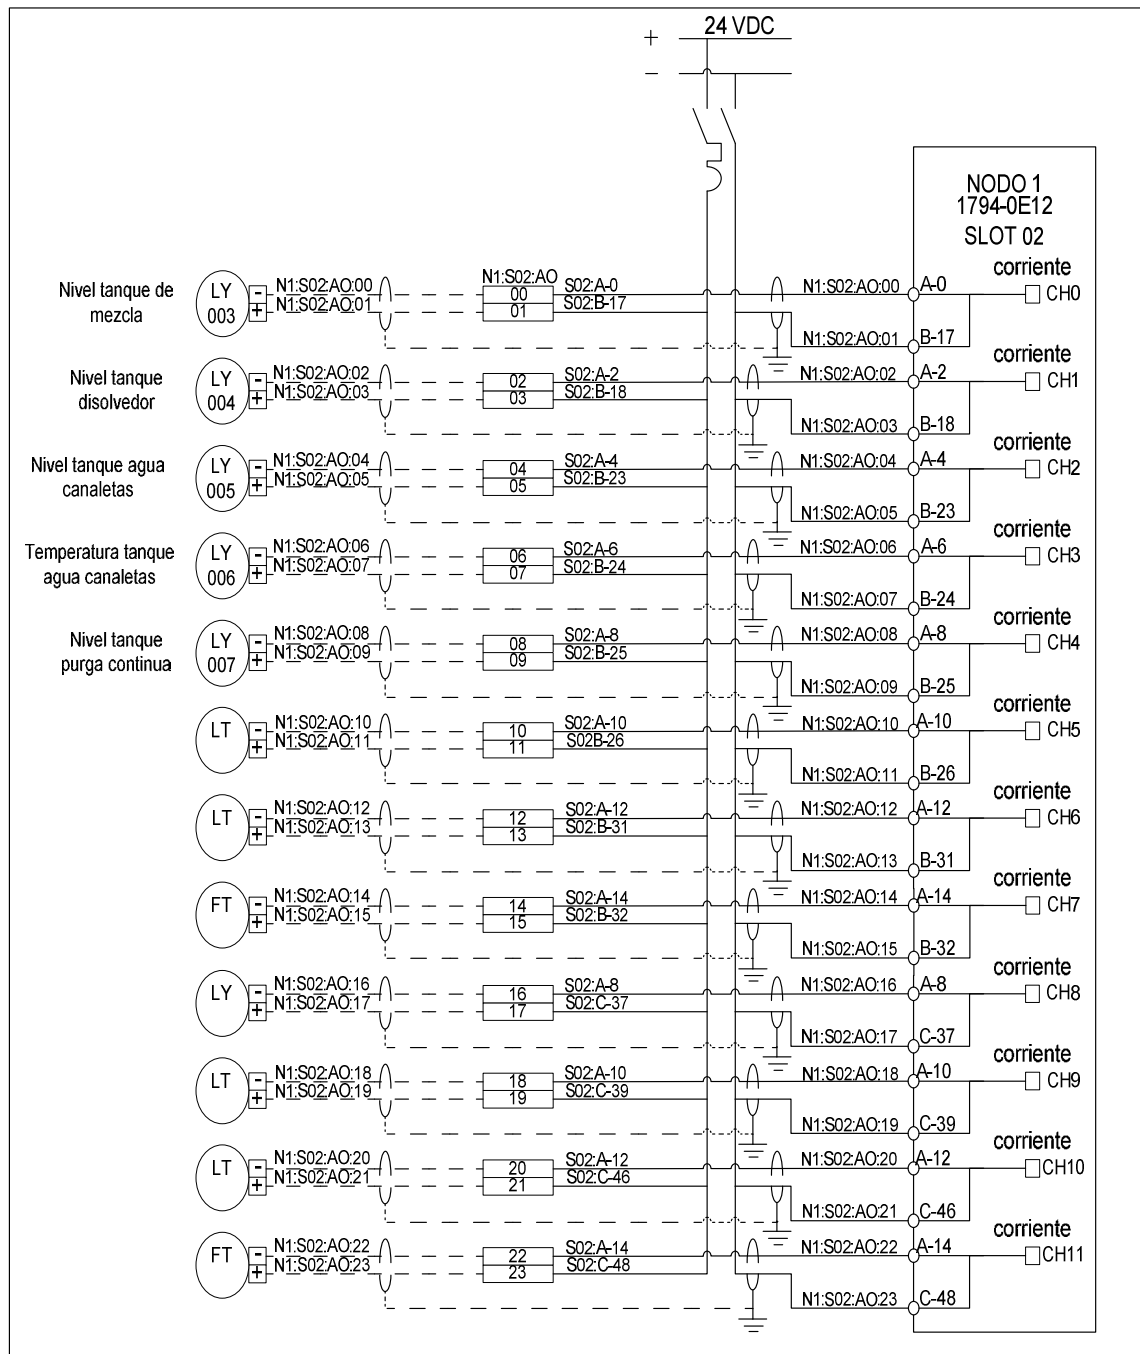 24 VDC
+
−
NODO 1
1794-0E12
SLOT 02
Nivel tanque de
mezcla
LY
003
-
+
N1:S02:AO:00
N1:S02:AO:01
N1:S02:AO
00
01
S02:A-0
S02:B-17
N1:S02:AO:00
N1:S02:AO:01
A-0
B-17
corriente
CH0
Nivel tanque
disolvedor
LY
004
-
+
N1:S02:AO:02
N1:S02:AO:03
02
03
S02:A-2
S02:B-18
N1:S02:AO:02
N1:S02:AO:03
A-2
B-18
corriente
CH1
Nivel tanque agua
canaletas
LY
005
-
+
N1:S02:AO:04
N1:S02:AO:05
04
05
S02:A-4
S02:B-23
N1:S02:AO:04
N1:S02:AO:05
A-4
B-23
corriente
CH2
Temperatura tanque
agua canaletas
LY
006
-
+
N1:S02:AO:06
N1:S02:AO:07
06
07
S02:A-6
S02:B-24
N1:S02:AO:06
N1:S02:AO:07
A-6
B-24
corriente
CH3
Nivel tanque
purga continua
LY
007
-
+
N1:S02:AO:08
N1:S02:AO:09
08
09
S02:A-8
S02:B-25
N1:S02:AO:08
N1:S02:AO:09
A-8
B-25
corriente
CH4
LT
-
+
N1:S02:AO:10
N1:S02:AO:11
10
11
S02:A-10
S02B-26
N1:S02:AO:10
N1:S02:AO:11
A-10
B-26
corriente
CH5
LT
-
+
N1:S02:AO:12
N1:S02:AO:13
12
13
S02:A-12
S02:B-31
N1:S02:AO:12
N1:S02:AO:13
A-12
B-31
corriente
CH6
FT
-
+
N1:S02:AO:14
N1:S02:AO:15
14
15
S02:A-14
S02:B-32
N1:S02:AO:14
N1:S02:AO:15
A-14
B-32
corriente
CH7
LY
-
+
N1:S02:AO:16
N1:S02:AO:17
16
17
S02:A-8
S02:C-37
N1:S02:AO:16
N1:S02:AO:17
A-8
C-37
corriente
CH8
LT
-
+
N1:S02:AO:18
N1:S02:AO:19
18
19
S02:A-10
S02:C-39
N1:S02:AO:18
N1:S02:AO:19
A-10
C-39
corriente
CH9
LT
-
+
N1:S02:AO:20
N1:S02:AO:21
20
21
S02:A-12
S02:C-46
N1:S02:AO:20
N1:S02:AO:21
A-12
C-46
corriente
CH10
FT
-
+
N1:S02:AO:22
N1:S02:AO:23
22
23
S02:A-14
S02:C-48
N1:S02:AO:22
N1:S02:AO:23
A-14
C-48
corriente
CH11